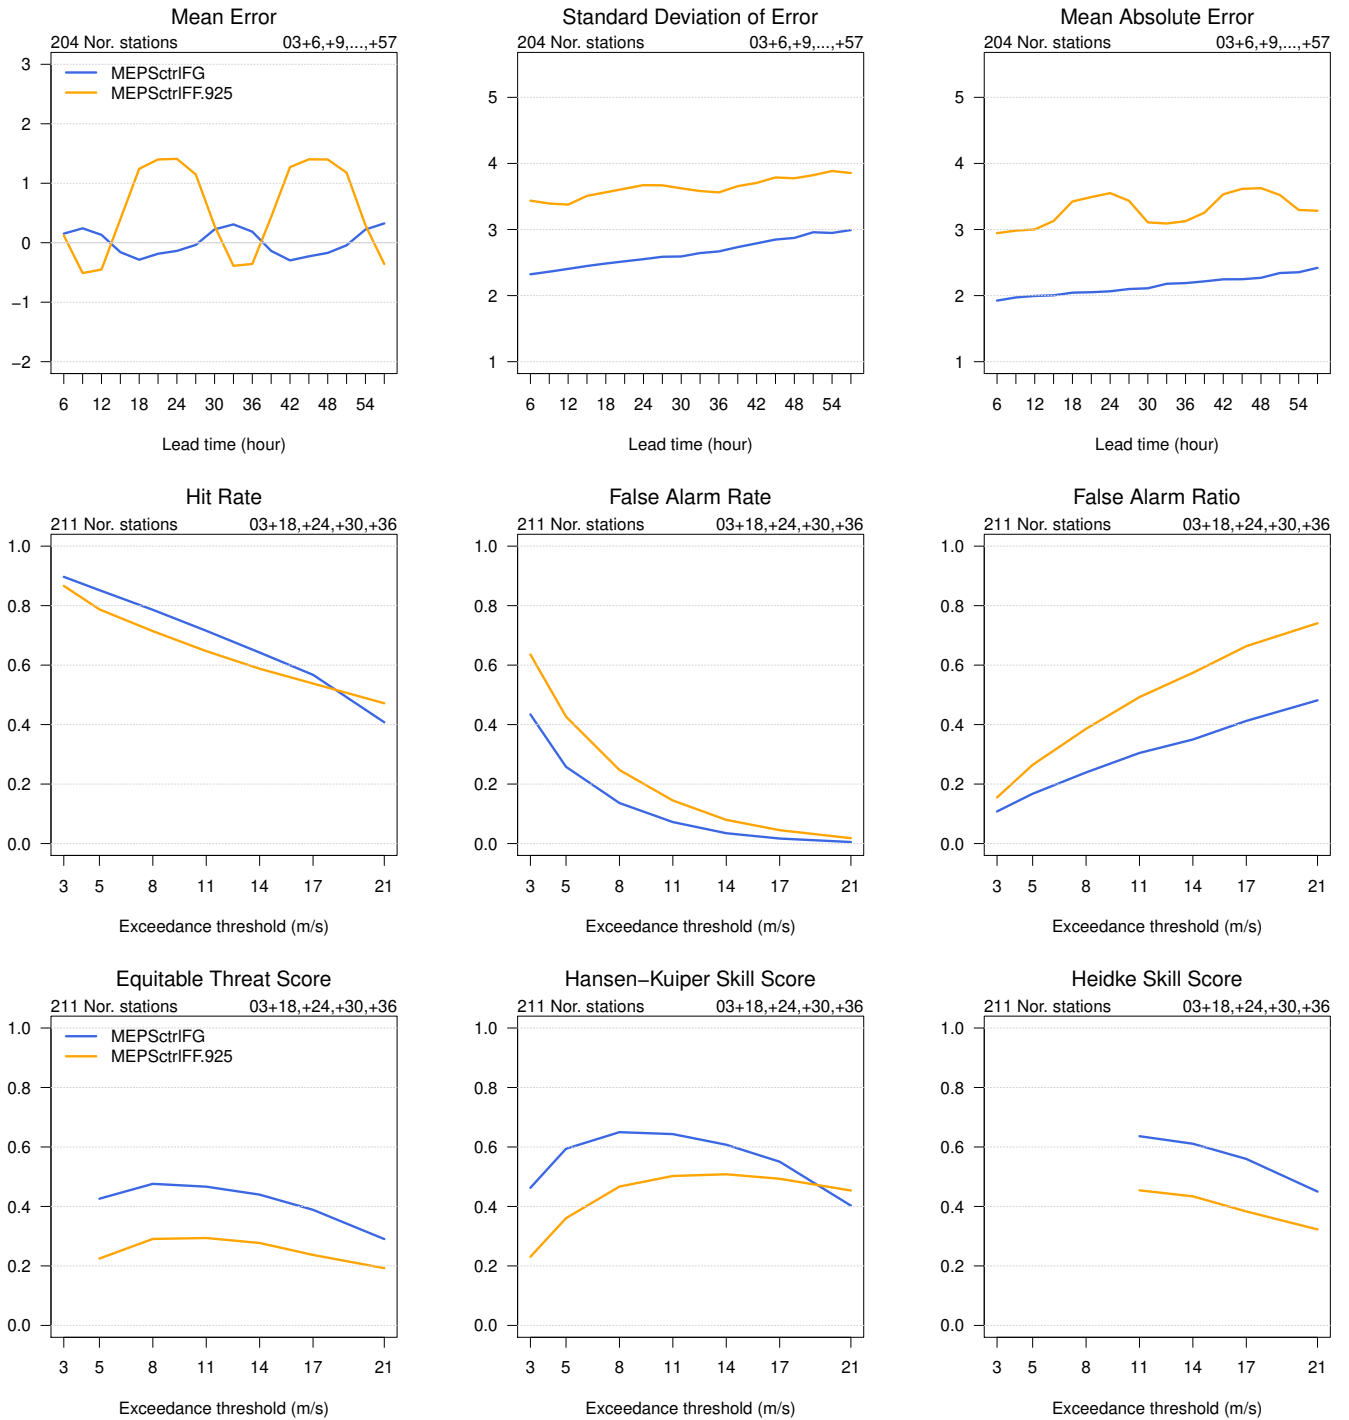 Mean Error
204 Nor. stations 03+6,+9,...,+57
MEPSctrlFG
MEPSctrlFF.925
3
2
1
0
−1
−2
6 12 18 24 30 36 42 48 54
Lead time (hour)
Standard Deviation of Error
204 Nor. stations 03+6,+9,...,+57
5
4
3
2
1
6 12 18 24 30 36 42 48 54
Lead time (hour)
Mean Absolute Error
204 Nor. stations 03+6,+9,...,+57
5
4
3
2
1
6 12 18 24 30 36 42 48 54
Lead time (hour)
Hit Rate
211 Nor. stations 03+18,+24,+30,+36
1.0
0.8
0.6
0.4
0.2
0.0
3 5 8 11 14 17 21
Exceedance threshold (m/s)
False Alarm Rate
211 Nor. stations 03+18,+24,+30,+36
1.0
0.8
0.6
0.4
0.2
0.0
3 5 8 11 14 17 21
Exceedance threshold (m/s)
False Alarm Ratio
211 Nor. stations 03+18,+24,+30,+36
1.0
0.8
0.6
0.4
0.2
0.0
3 5 8 11 14 17 21
Exceedance threshold (m/s)
Equitable Threat Score
211 Nor. stations 03+18,+24,+30,+36
MEPSctrlFG
MEPSctrlFF.925
1.0
0.8
0.6
0.4
0.2
0.0
3 5 8 11 14 17 21
Exceedance threshold (m/s)
Hansen−Kuiper Skill Score
211 Nor. stations 03+18,+24,+30,+36
1.0
0.8
0.6
0.4
0.2
0.0
3 5 8 11 14 17 21
Exceedance threshold (m/s)
Heidke Skill Score
211 Nor. stations 03+18,+24,+30,+36
1.0
0.8
0.6
0.4
0.2
0.0
3 5 8 11 14 17 21
Exceedance threshold (m/s)